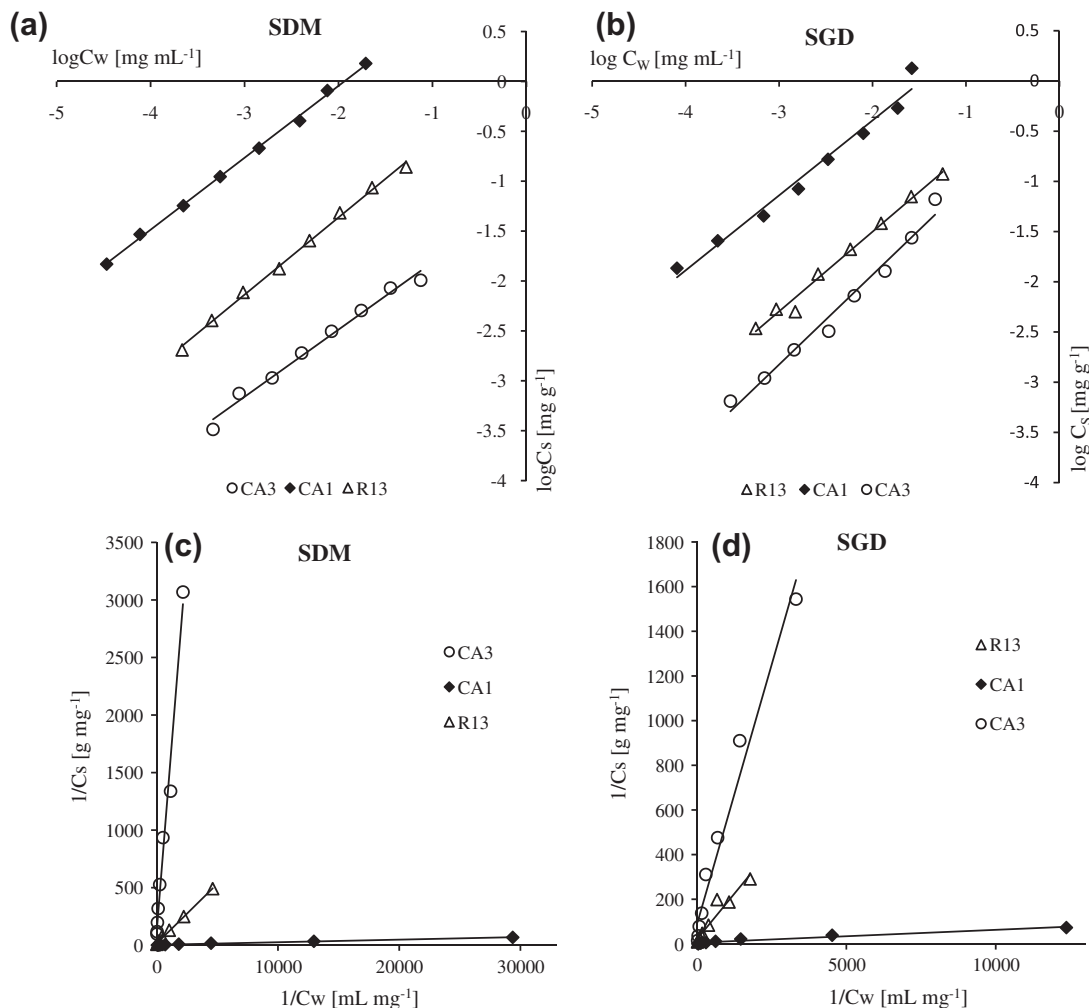 (a)
SDM
logCw [mg mL-1]
0.5
0
-5 -4 -3 -2 -1 0
-0.5
-1
-1.5
-2
-2.5
-3
-3.5
-4
logCs [mg g-1]
CA3 CA1 R13
(b)
SGD
log CW [mg mL-1]
0.5
0
-5 -4 -3 -2 -1 0
-0.5
-1
-1.5
-2
-2.5
-3
-3.5
-4
log CS [mg g-1]
R13 CA1 CA3
(c)
SDM
3500
3000
2500
2000
1500
1000
500
0
1/Cs [g mg-1]
CA3
CA1
R13
0 10000 20000 30000
1/Cw [mL mg-1]
(d)
SGD
1800
1600
1400
1200
1000
800
600
400
200
0
1/Cs [g mg-1]
R13
CA1
CA3
0 5000 10000
1/Cw [mL mg-1]